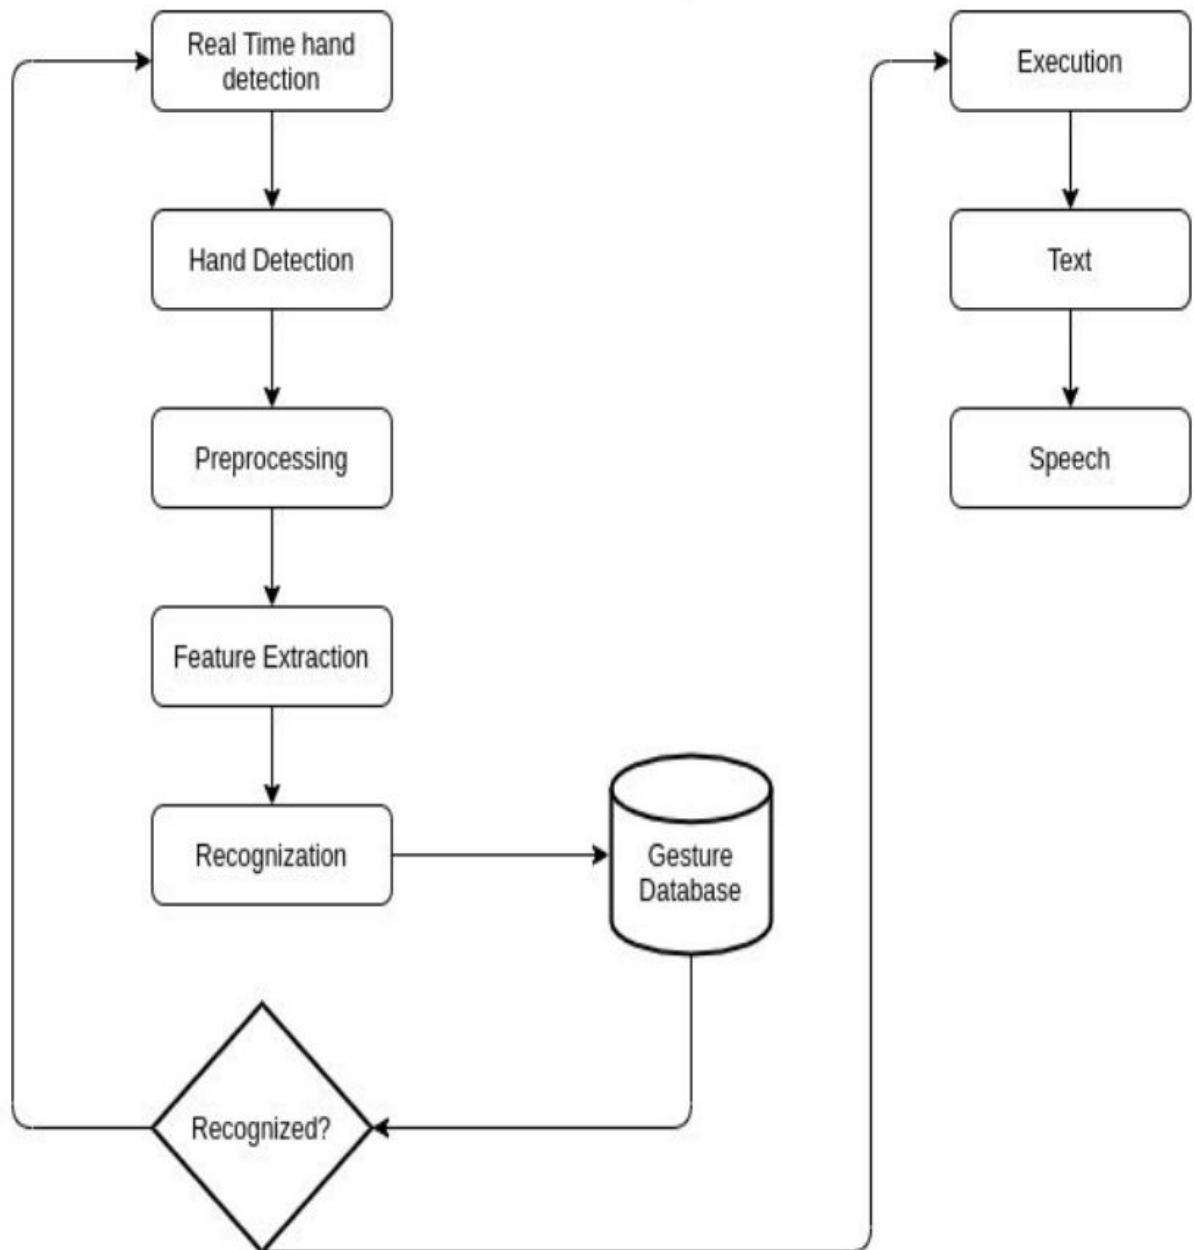 Real Time hand
detection
Hand Detection
Preprocessing
Feature Extraction
Recognization
Gesture
Database
Recognized?
Execution
Text
Speech